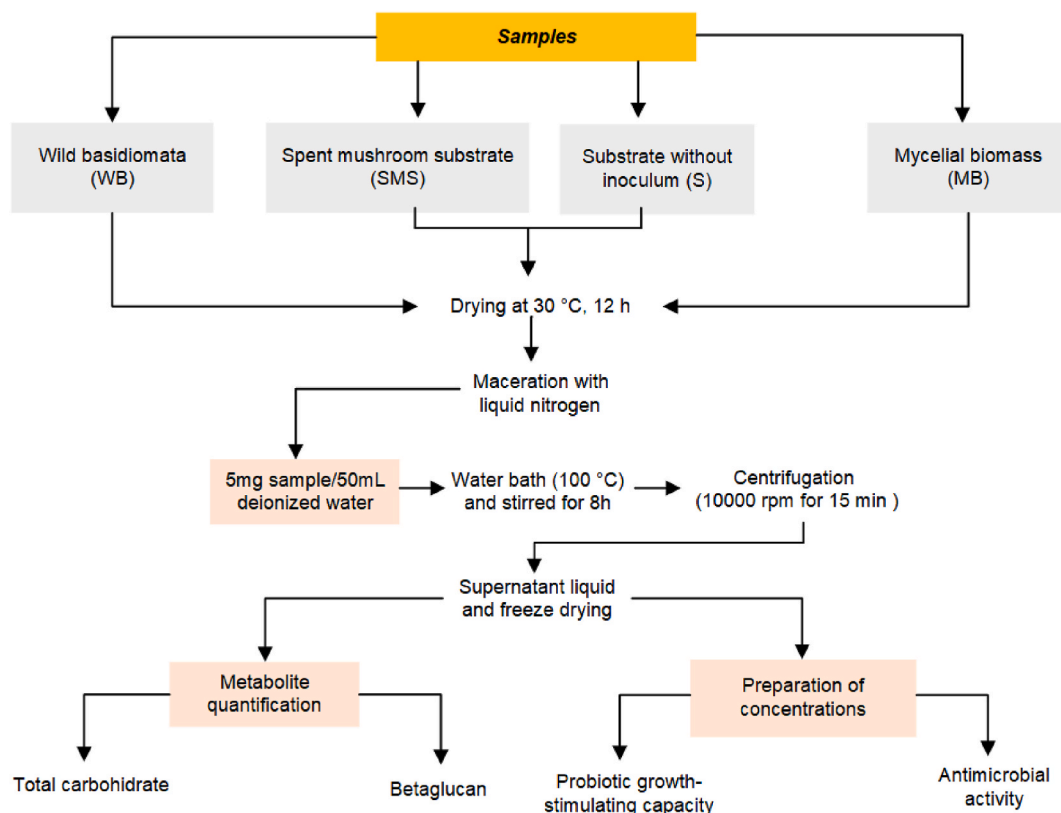 Samples
Wild basidiomata
(WB)
Spent mushroom substrate
(SMS)
Substrate without
inoculum (S)
Mycelial biomass
(MB)
Drying at 30 °C, 12 h
Maceration with
liquid nitrogen
5mg sample/50mL
deionized water
Water bath (100 °C)
and stirred for 8h
Centrifugation
(10000 rpm for 15 min )
Supernatant liquid
and freeze drying
Metabolite
quantification
Preparation of
concentrations
Total carbohidrate
Betaglucan
Probiotic growth-
stimulating capacity
Antimicrobial
activity